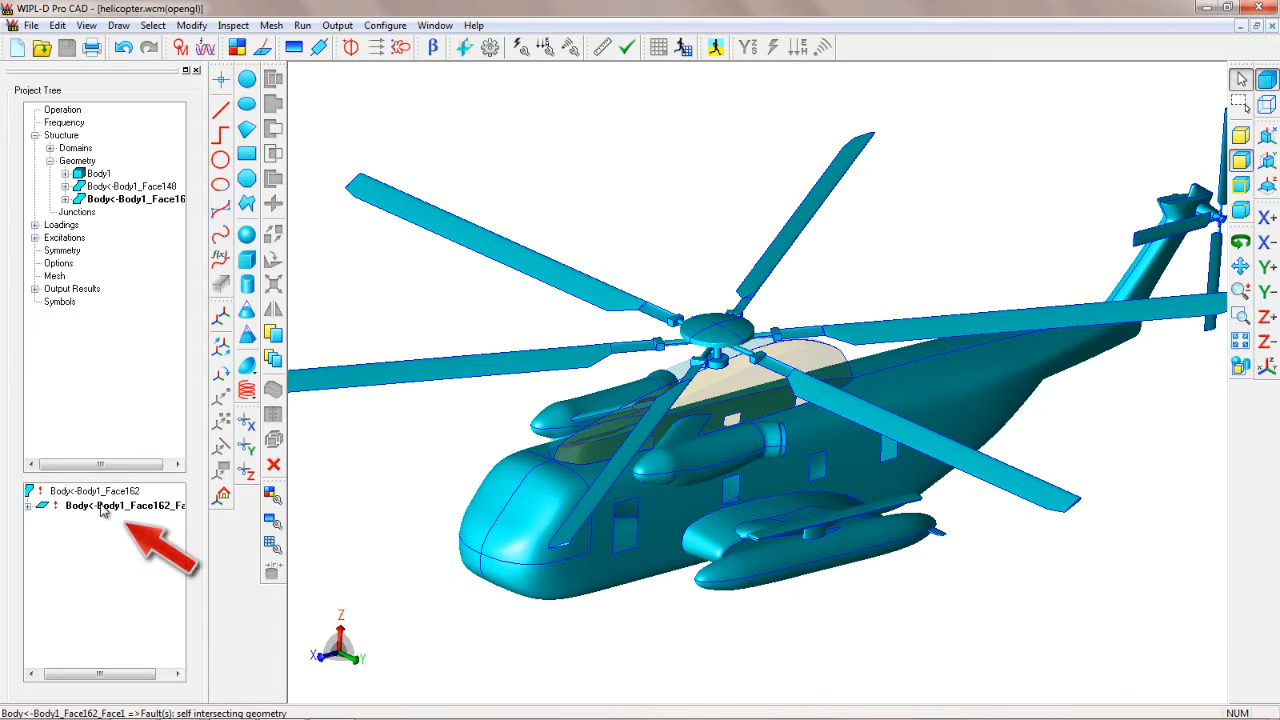 WIPL-D Pro CAD - [helicopter.wcm(opengl)]
File Edit View Draw Select Modify Inspect Mesh Run Output Configure Window Help
Project Tree
Operation
Frequency
Structure
Domains
Geometry
Body1
Body<-Body1_Face148
Body<-Body1_Face16
Junctions
Loadings
Excitations
Symmetry
Options
Mesh
Output Results
Symbols
Body<-Body1_Face162
Body<-Body1_Face162_Fa
f(x)
X
Y
Z
X+
X-
Y+
Y-
Z+
Z-
Z
X
Y
Body<-Body1_Face162_Face1 =>Fault(s): self intersecting geometry
NUM